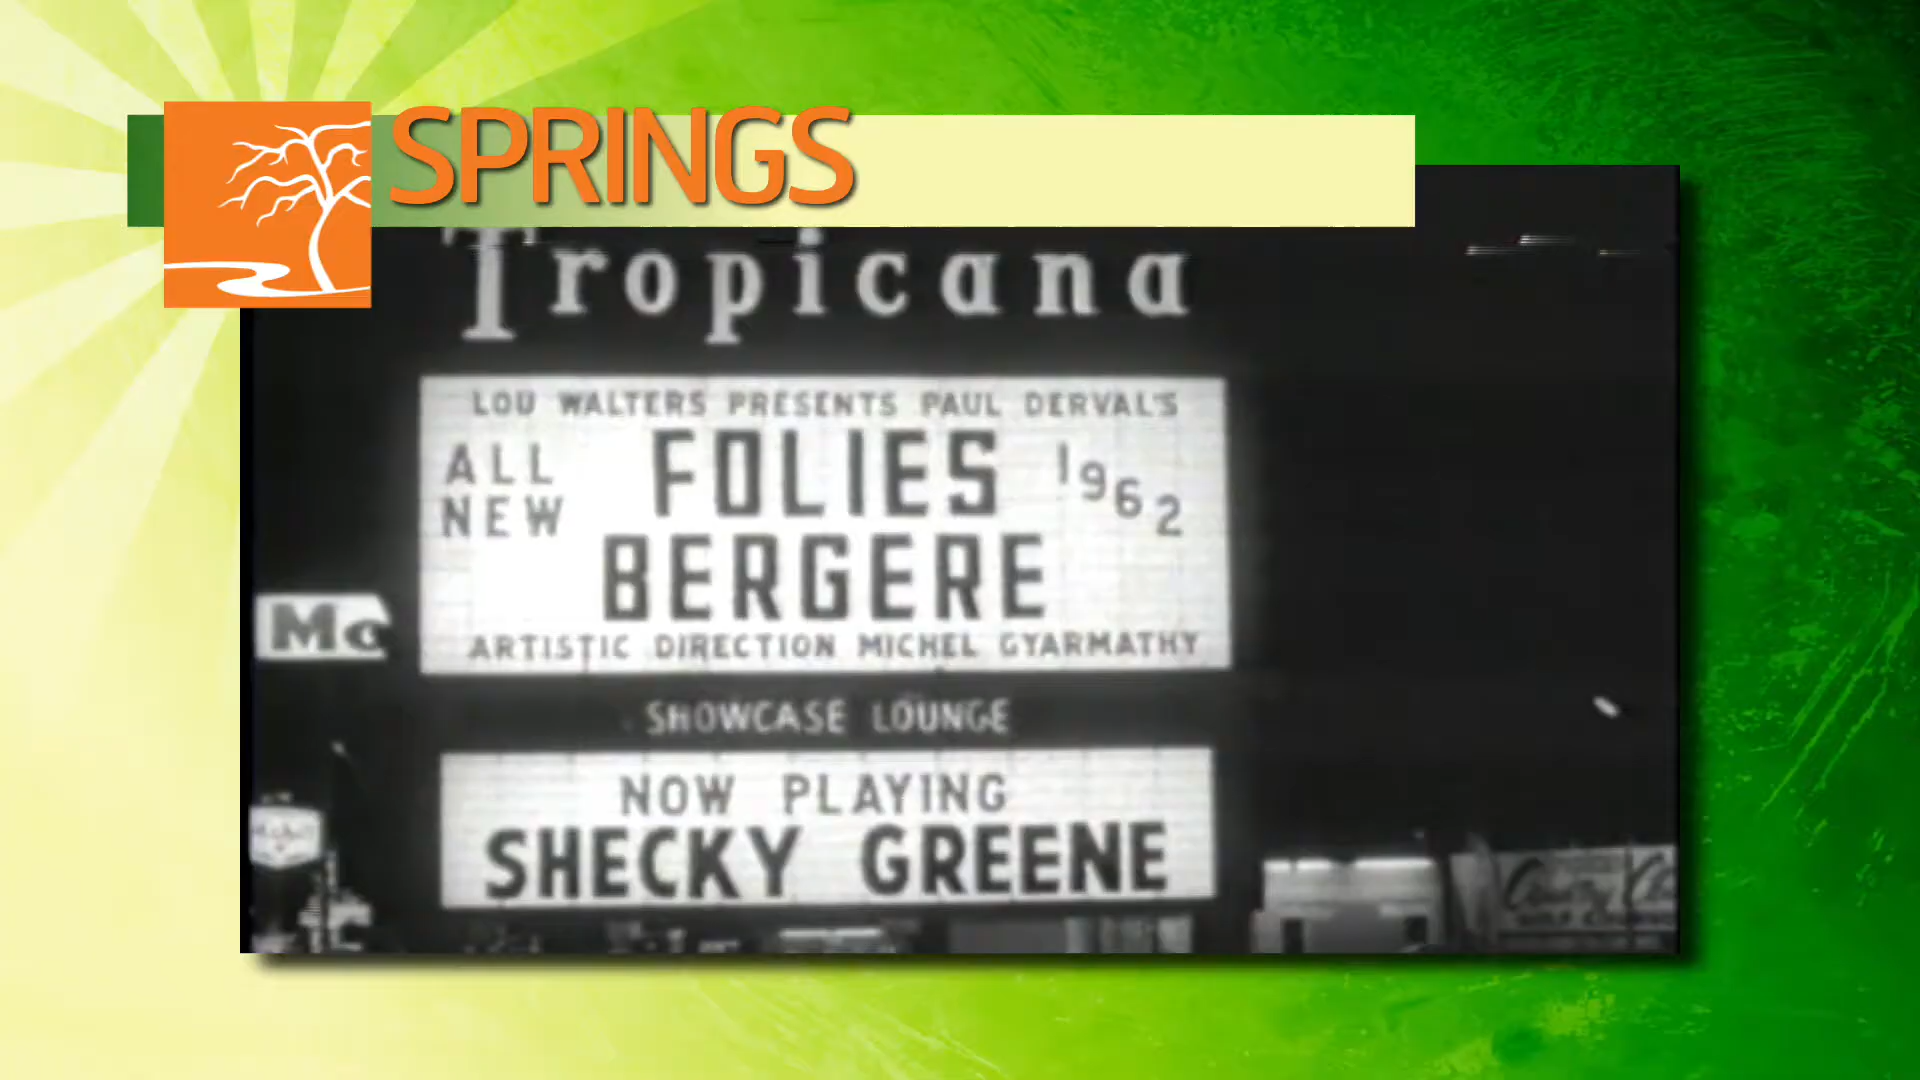 SPRINGS
Tropicana
LOU WALTERS PRESENTS PAUL DERVAL'S
ALL NEW
FOLIES
1962
BERGERE
ARTISTIC DIRECTION MICHEL GYARMATHY
SHOWCASE LOUNGE
NOW PLAYING
SHECKY GREENE